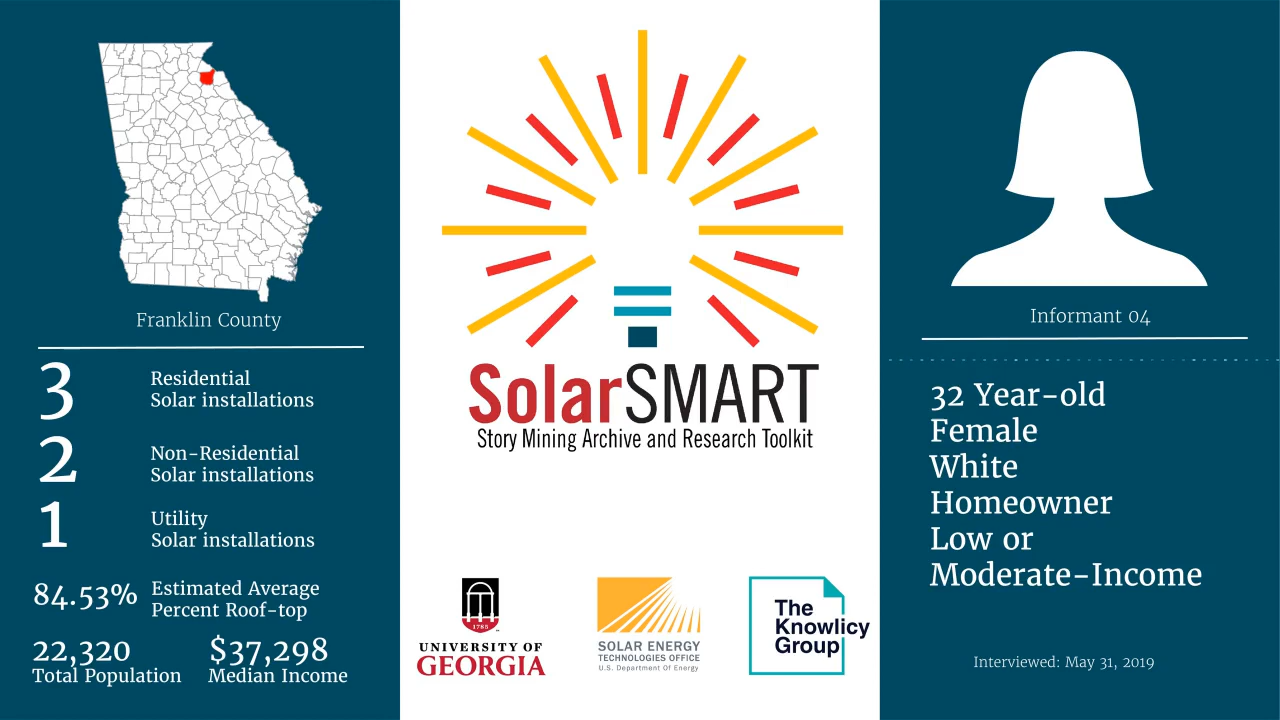 Franklin County
3
Residential
Solar installations
2
Non-Residential
Solar installations
1
Utility
Solar installations
84.53%
Estimated Average
Percent Roof-top
22,320
Total Population
$37,298
Median Income
SolarSMART
Story Mining Archive and Research Toolkit
1785
UNIVERSITY OF
GEORGIA
SOLAR ENERGY
TECHNOLOGIES OFFICE
U.S. Department Of Energy
The
Knowlicy
Group
Informant 04
32 Year-old
Female
White
Homeowner
Low or
Moderate-Income
Interviewed: May 31, 2019